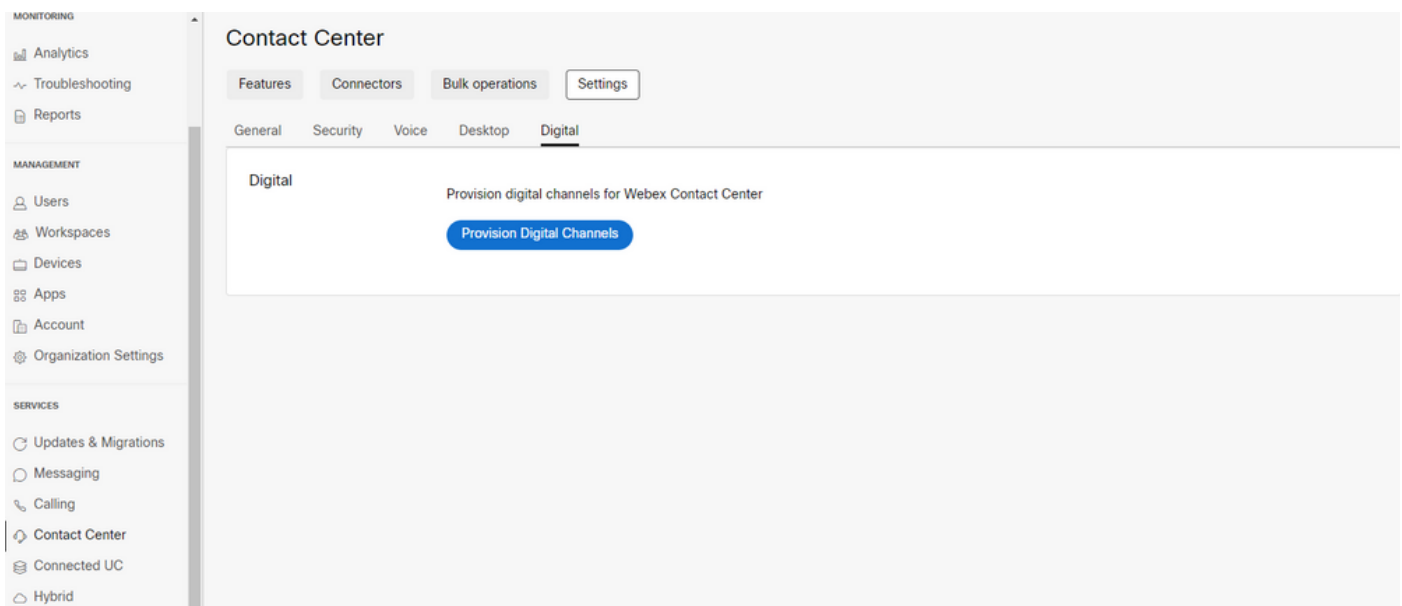 MONITORING
Analytics
Troubleshooting
Reports
MANAGEMENT
Users
Workspaces
Devices
Apps
Account
Organization Settings
SERVICES
Updates & Migrations
Messaging
Calling
Contact Center
Connected UC
Hybrid
Contact Center
Features Connectors Bulk operations Settings
General Security Voice Desktop Digital
Digital
Provision digital channels for Webex Contact Center
Provision Digital Channels